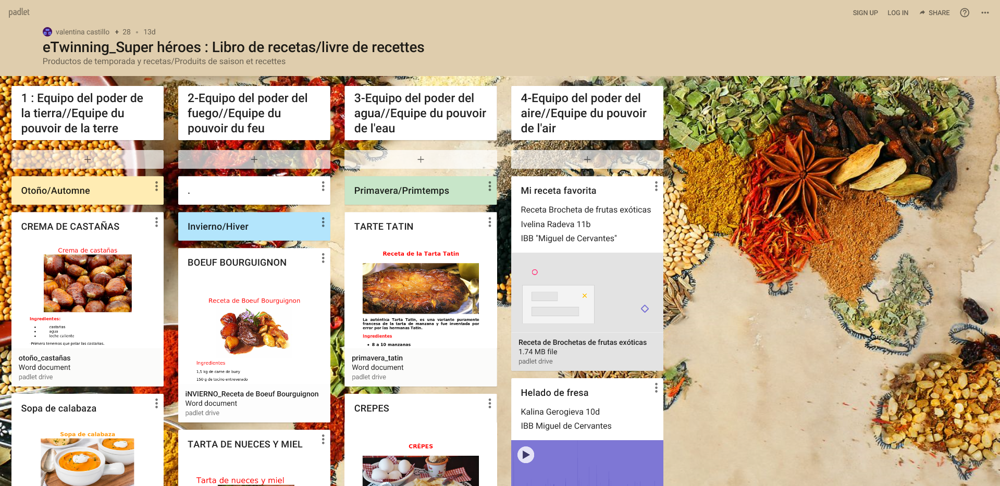 padlet
SIGN UP LOG IN SHARE
valentina castillo + 28 • 13d
eTwinning_Super héroes : Libro de recetas/livre de recettes
Productos de temporada y recetas/Produits de saison et recettes
1 : Equipo del poder de
la tierra//Equipe du
pouvoir de la terre
+
Otoño/Automne
CREMA DE CASTAÑAS
Crema de castañas
Ingredientes:
• castañas
• agua
• leche caliente
Primero tenemos que pelar las castañas.
otoño_castañas
Word document
padlet drive
Sopa de calabaza
Sopa de calabaza
2-Equipo del poder del
fuego//Equipe du
pouvoir du feu
+
.
Invierno/Hiver
BOEUF BOURGUIGNON
Receta de Boeuf Bourguignon
Ingredientes
1,5 kg de carne de buey
150 g de tocino entreverado
iNVIERNO_Receta de Boeuf Bourguignon
Word document
padlet drive
TARTA DE NUECES Y MIEL
Tarta de nueces y miel
3-Equipo del poder del
agua//Equipe du pouvoir
de l'eau
+
Primavera/Primtemps
TARTE TATIN
Receta de la Tarta Tatin
La auténtica Tarta Tatin, es una variante puramente
francesa de la tarta de manzana y fue inventada por
error por las hermanas Tatin.
Ingredientes
• 8 a 10 manzanas
primavera_tatin
Word document
padlet drive
CREPES
CRÊPES
4-Equipo del poder del
aire//Equipe du pouvoir
de l'air
+
Mi receta favorita
Receta Brocheta de frutas exóticas
Ivelina Radeva 11b
IBB "Miguel de Cervantes"
Receta de Brochetas de frutas exóticas
1.74 MB file
padlet drive
Helado de fresa
Kalina Gerogieva 10d
IBB Miguel de Cervantes